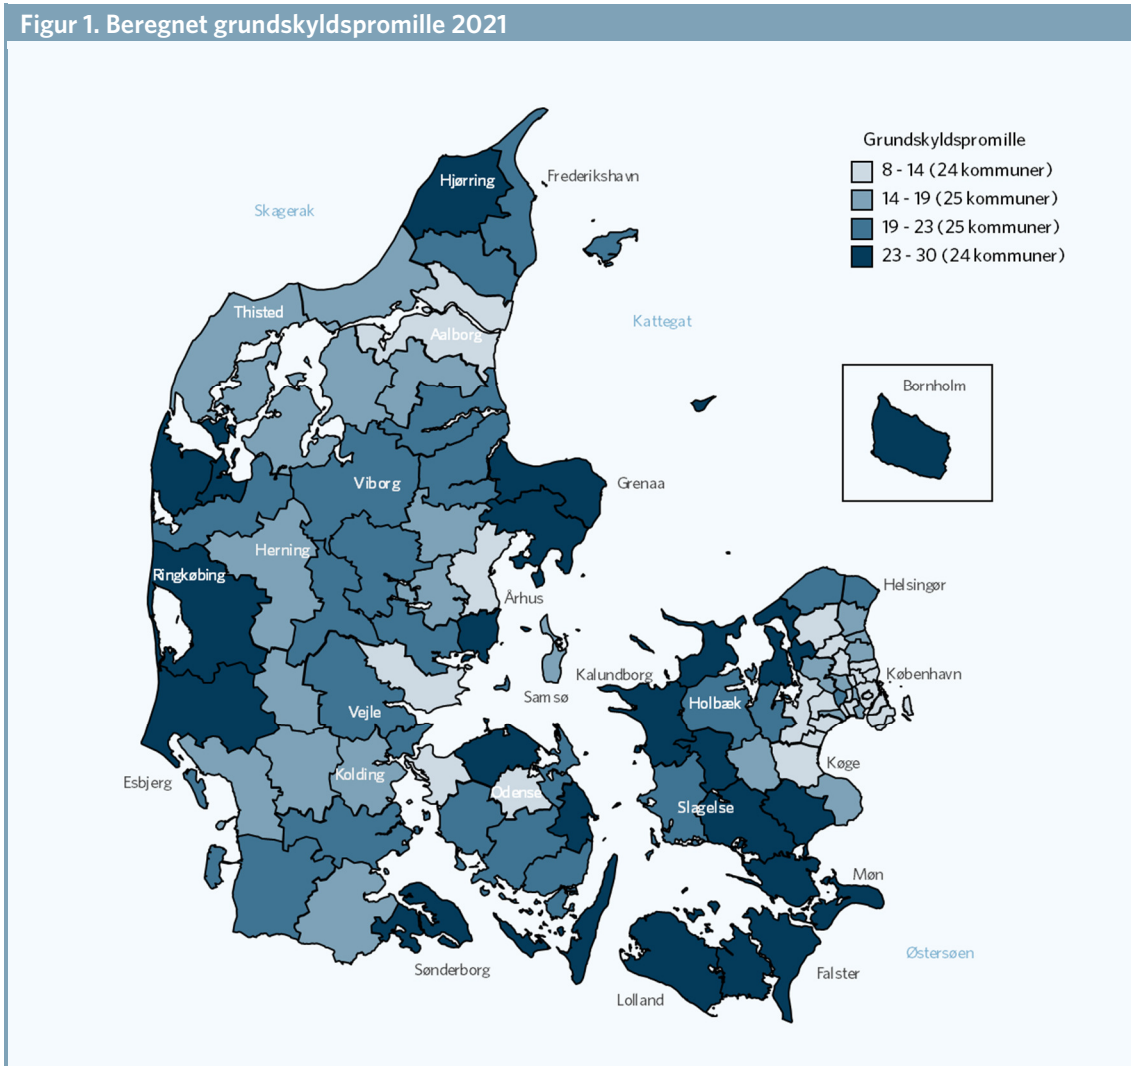 Figur 1. Beregnet grundskyldspromille 2021
Grundskyldspromille
8 - 14 (24 kommuner)
14 - 19 (25 kommuner)
19 - 23 (25 kommuner)
23 - 30 (24 kommuner)
Hjørring
Frederikshavn
Skagerak
Thisted
Kattegat
Aalborg
Bornholm
Viborg
Grenaa
Herning
Ringkøbing
Århus
Helsingør
Kalundborg
København
Samsø
Holbæk
Vejle
Køge
Kolding
Esbjerg
Odense
Slagelse
Møn
Østersøen
Sønderborg
Falster
Lolland